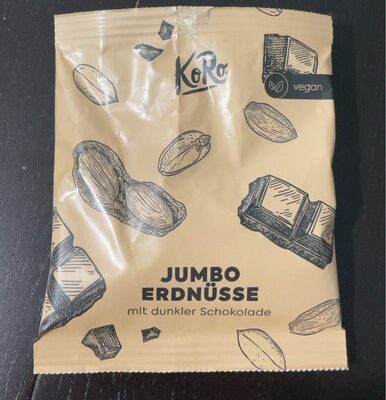 KoRo
vegan
JUMBO
ERDNÜSSE
mit dunkler Schokolade